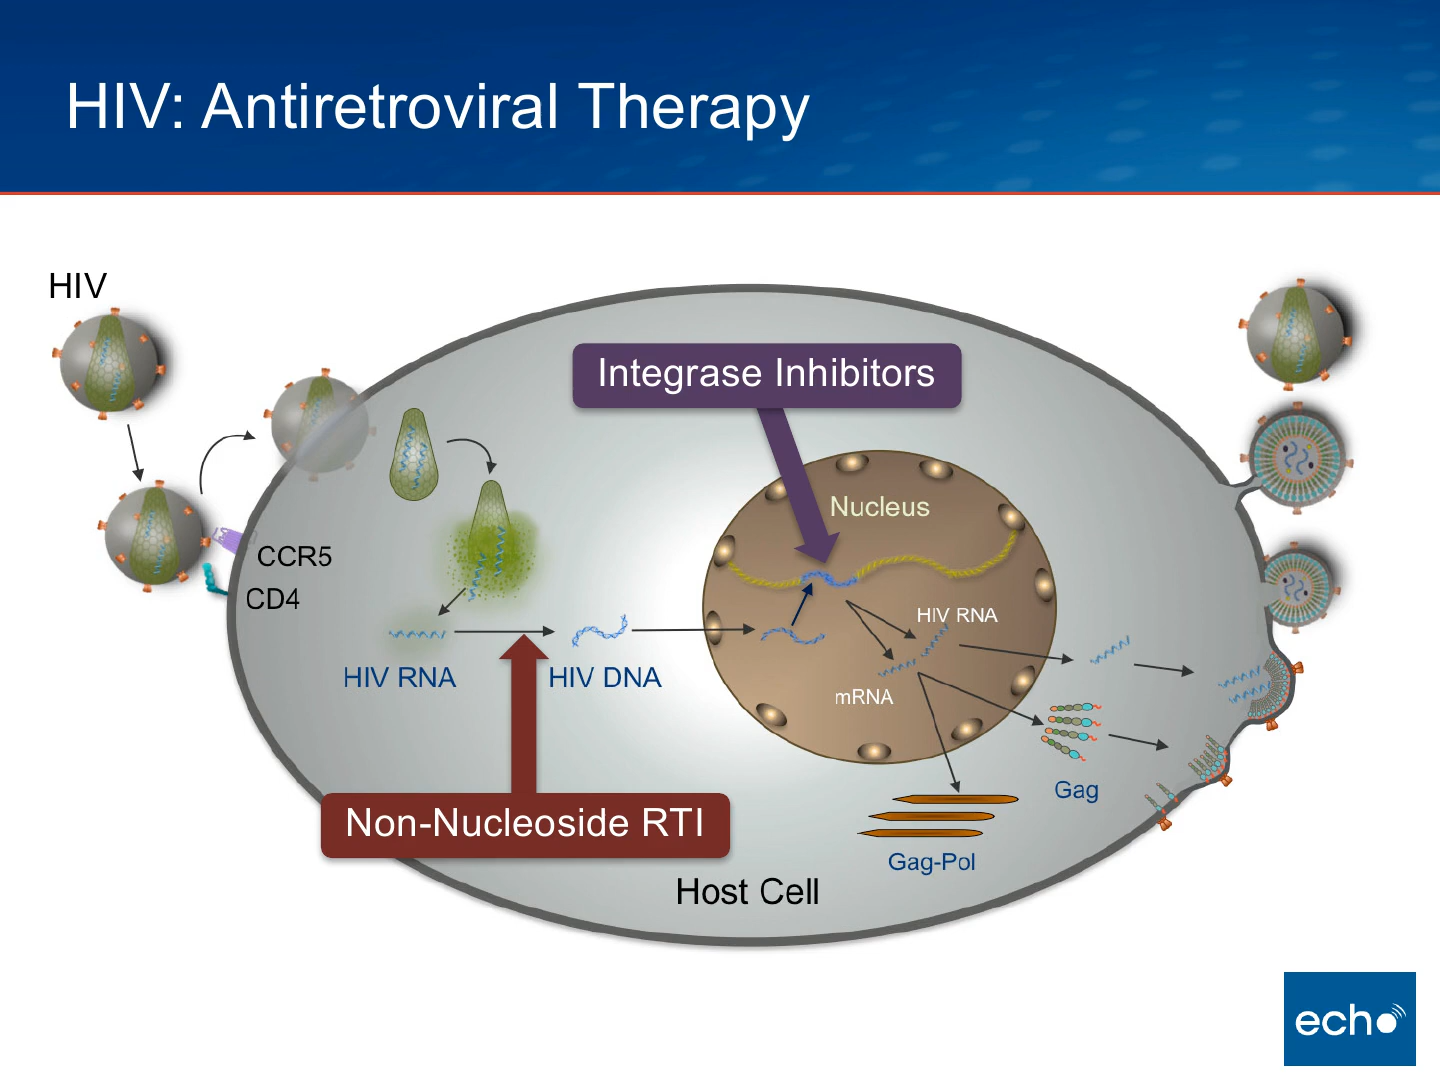 HIV: Antiretroviral Therapy
HIV
Integrase Inhibitors
Nucleus
CCR5
CD4
HIV RNA
HIV RNA
HIV DNA
mRNA
Gag
Non-Nucleoside RTI
Gag-Pol
Host Cell
echo